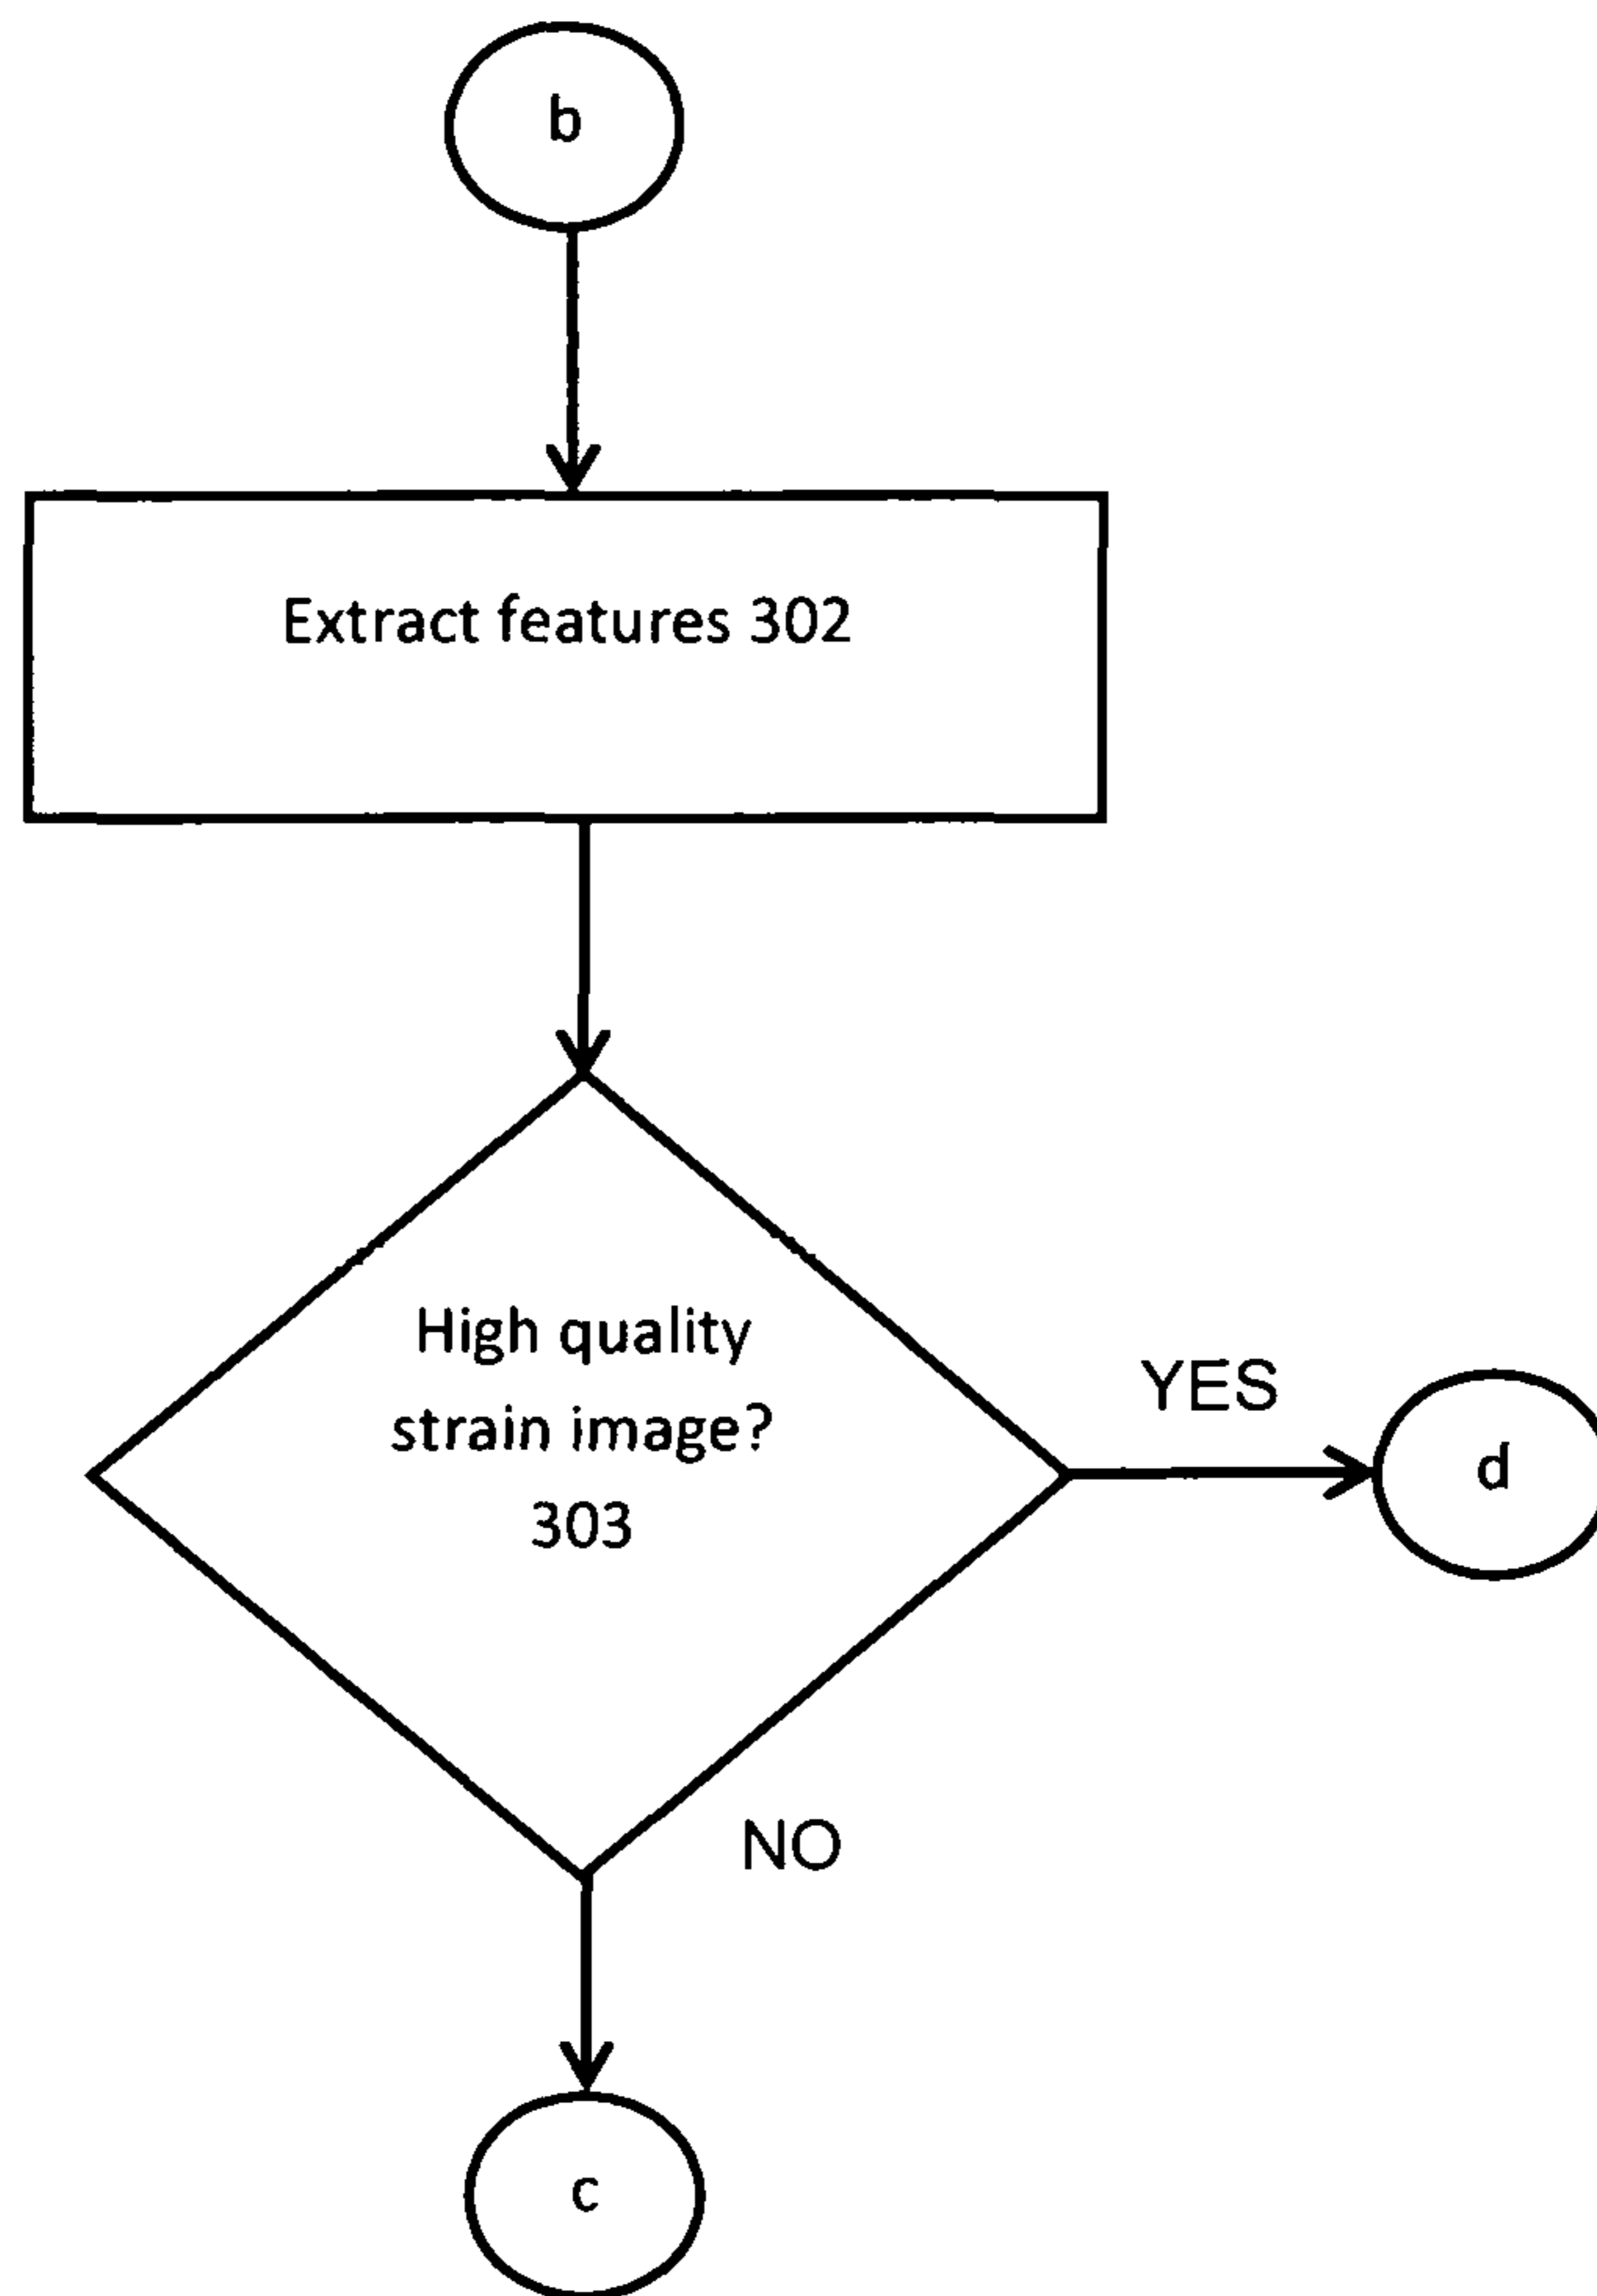 b
Extract features 302
High quality
strain image?
303
YES
d
NO
c